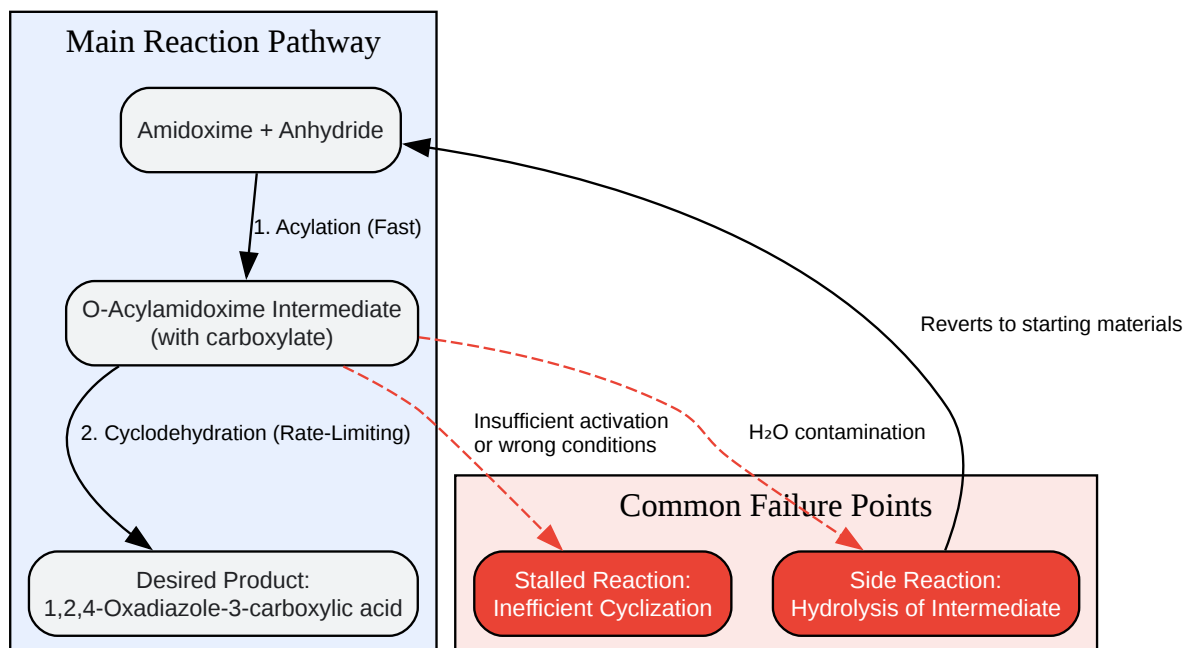 Main Reaction Pathway
Amidoxime + Anhydride
1. Acylation (Fast)
O-Acylamidoxime Intermediate
(with carboxylate)
Reverts to starting materials
Insufficient activation
or wrong conditions
2. Cyclodehydration (Rate-Limiting)
H₂O contamination
Common Failure Points
Desired Product:
1,2,4-Oxadiazole-3-carboxylic acid
Stalled Reaction:
Inefficient Cyclization
Side Reaction:
Hydrolysis of Intermediate